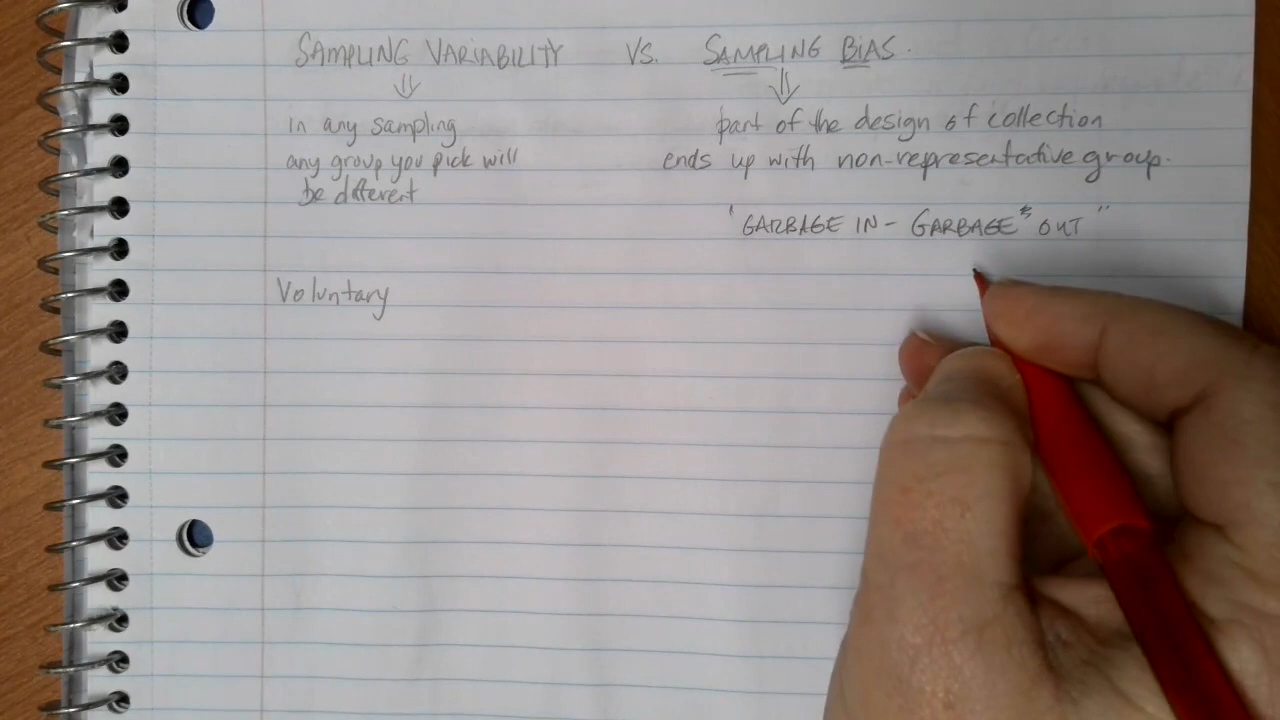 SAMPLING VARIABILITY VS. SAMPLING BIAS.
in any sampling
any group you pick will
be different
part of the design of collection
ends up with non-representative group.
"GARBAGE IN - GARBAGE OUT"
Voluntary